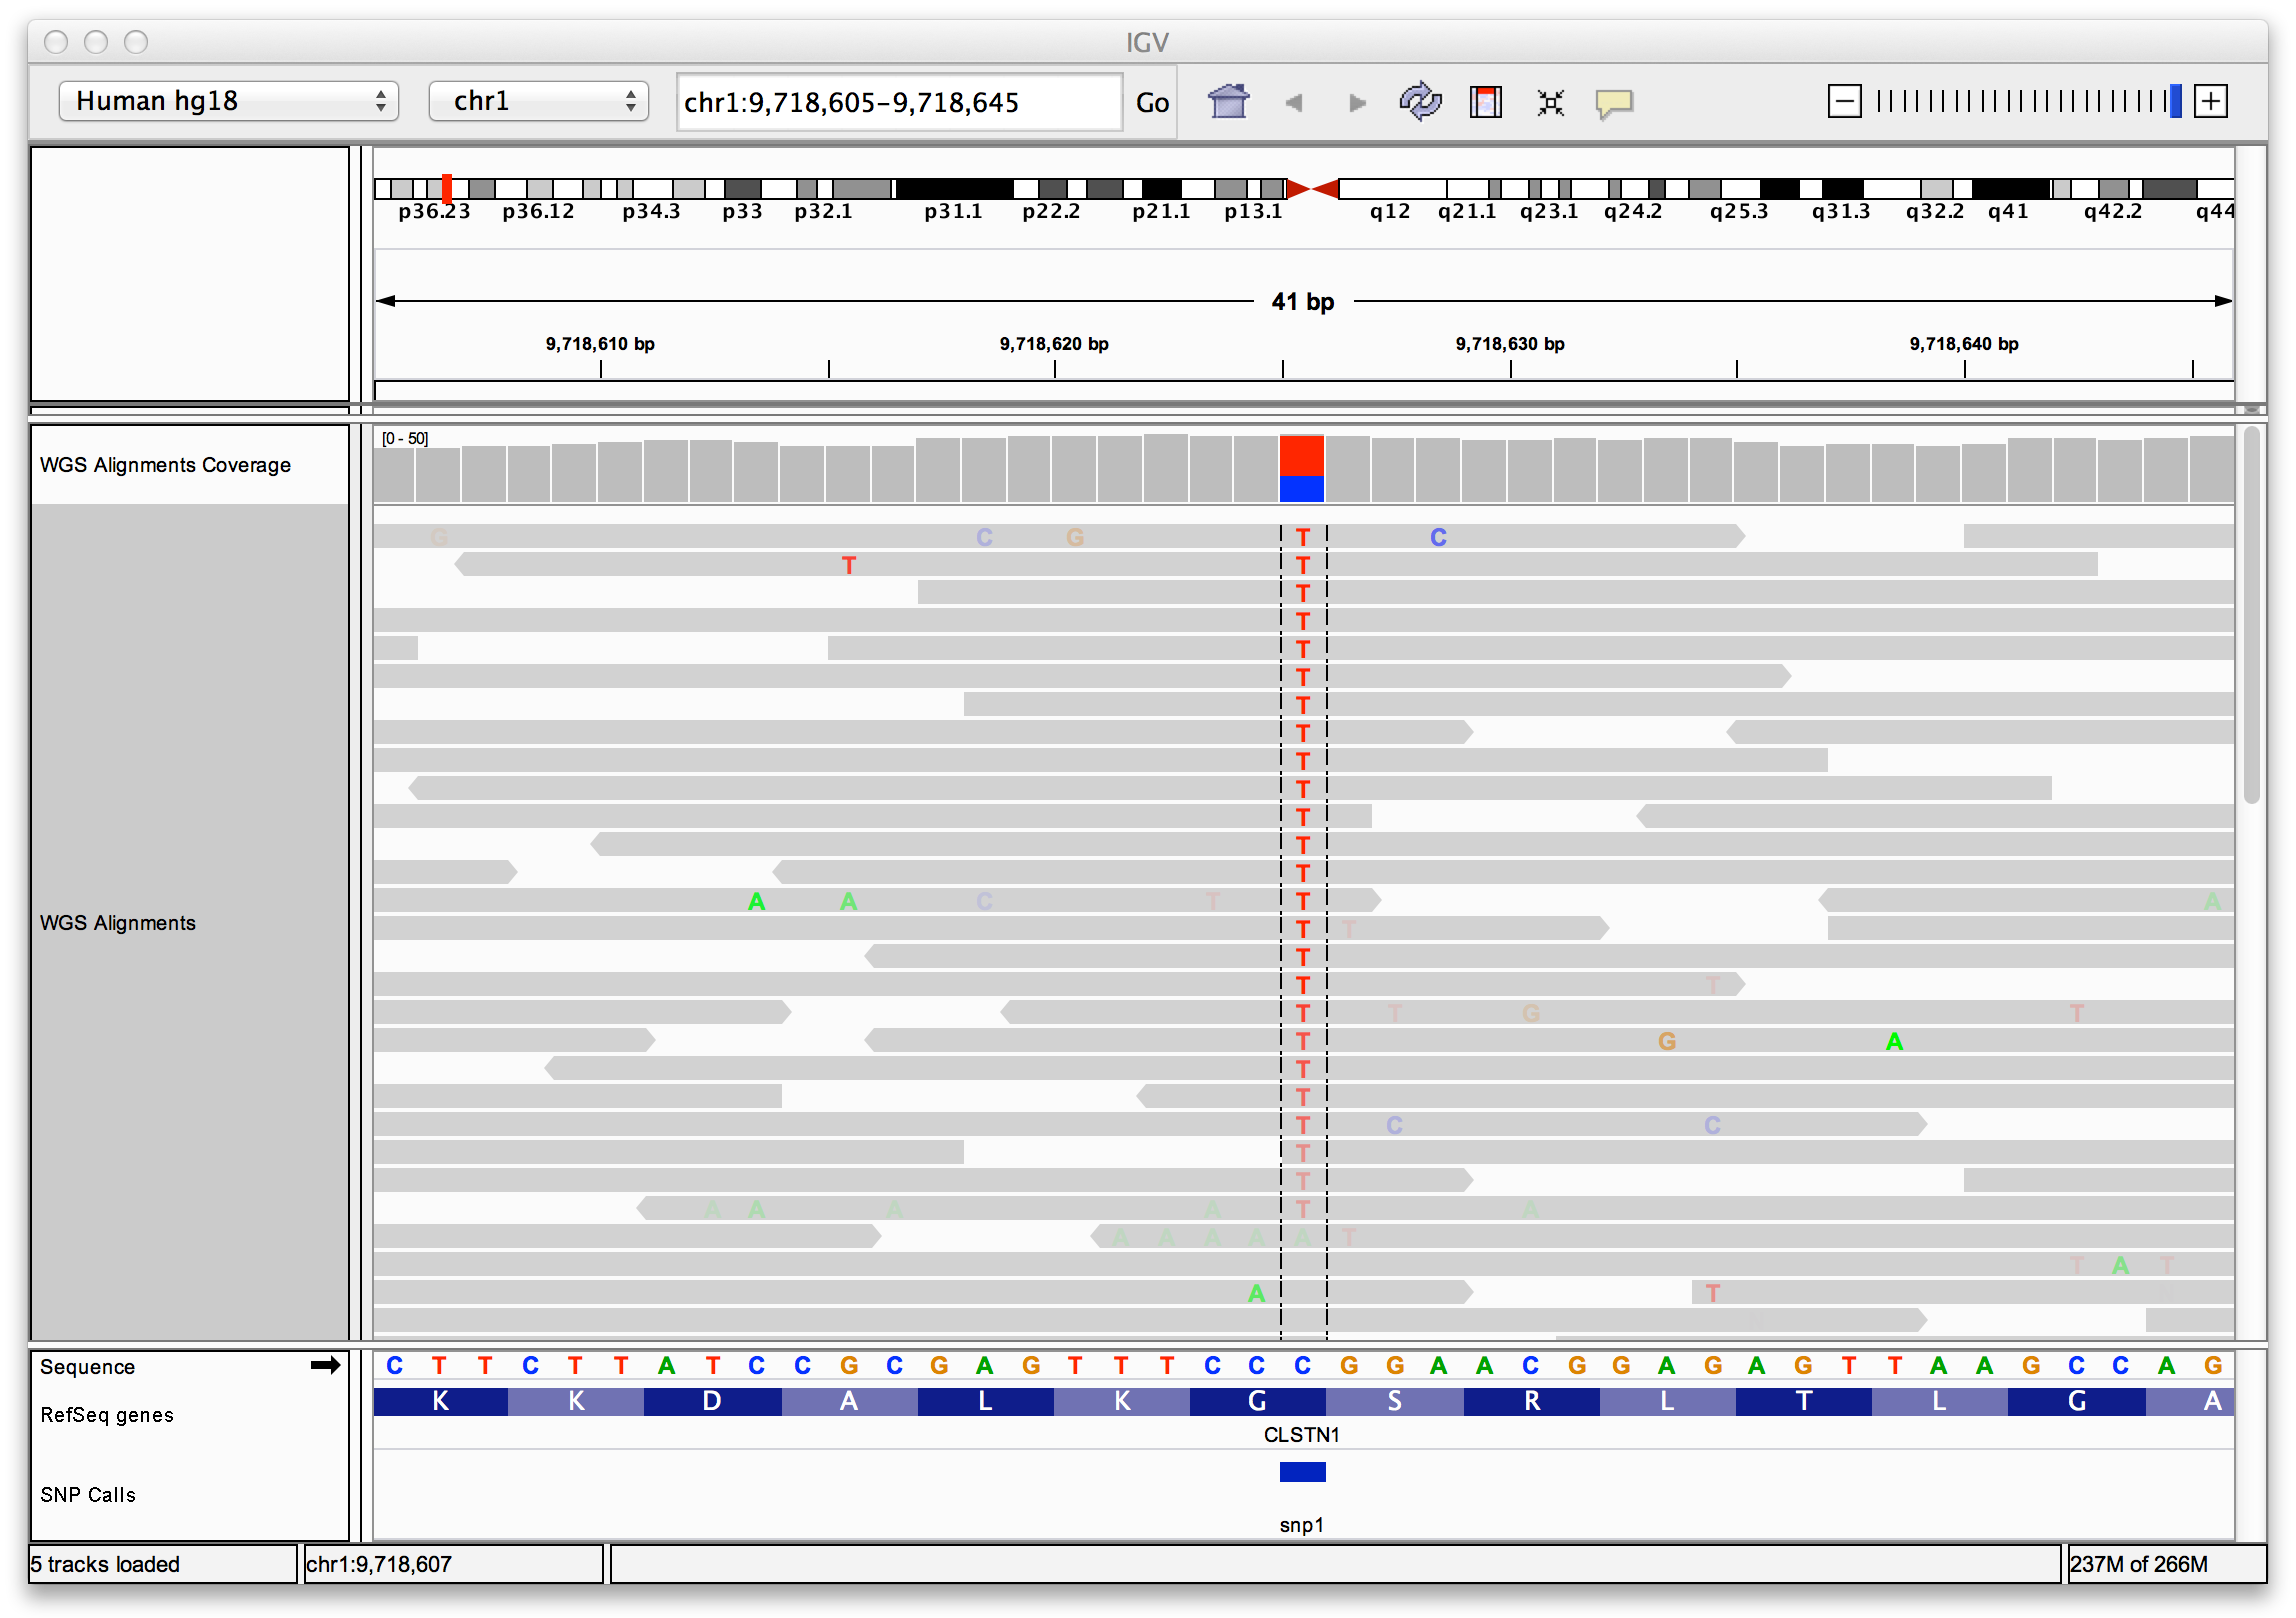 IGV
Human hg18 chr1 chr1:9,718,605-9,718,645 Go
p36.23 p36.12 p34.3 p33 p32.1 p31.1 p22.2 p21.1 p13.1 q12 q21.1 q23.1 q24.2 q25.3 q31.3 q32.2 q41 q42.2 q44
41 bp
9,718,610 bp 9,718,620 bp 9,718,630 bp 9,718,640 bp
[0 - 50]
WGS Alignments Coverage
G C G T C
T T
T
T
T
T
T
T
T
T
T
T
T
A A C T T A
T T
T
T T
T T G T
T G A
T
T
T C C
T
T
A A A A T A
A A A A A T
T A T
A T
WGS Alignments
Sequence C T T C T T A T C C G C G A G T T T C C C G G A A C G G A G A G T T A A G C C A G
K K D A L K G S R L T L G A
RefSeq genes
CLSTN1
SNP Calls
snp1
5 tracks loaded chr1:9,718,607 237M of 266M